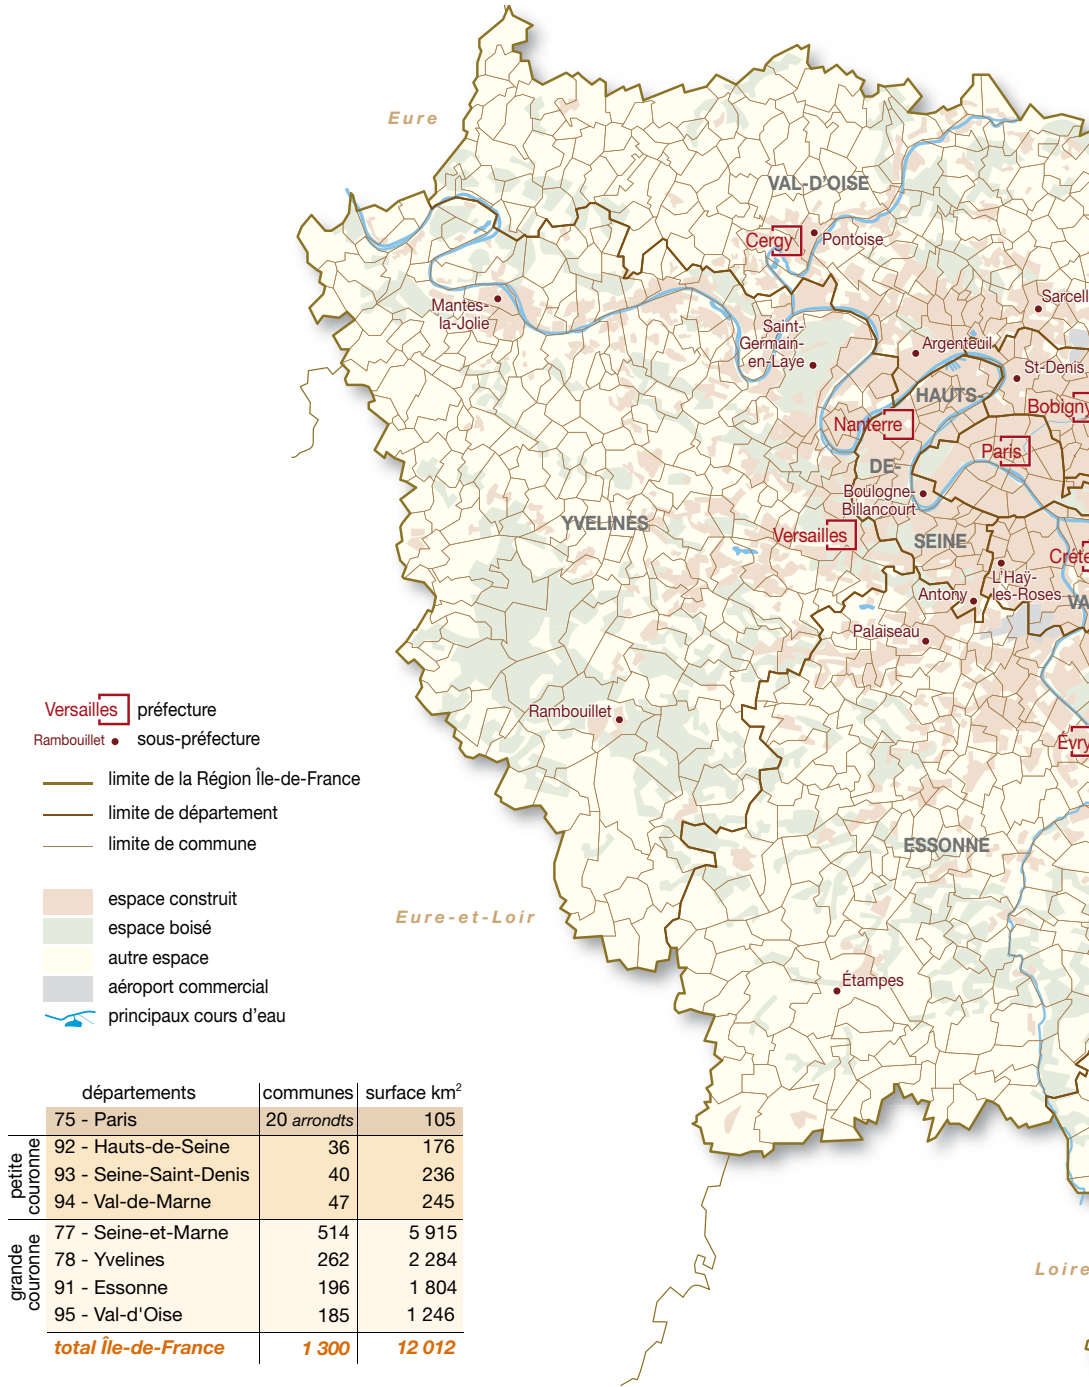 Eure
VAL-D'OISE
Cergy
Pontoise
Mantes-
la-Jolie
Sarcell
Saint-
Germain-
en-Laye
Argenteuil
St-Denis
HAUTS-
Bobigny
Nanterre
Paris
DE-
Boulogne-
Billancourt
YVELINES
Versailles
SEINE
Créte
L'Haÿ-
les-Roses
Antony
VA
Palaiseau
Rambouillet
Évry
ESSONNE
Eure-et-Loir
Étampes
Loire
Versailles préfecture
Rambouillet sous-préfecture
limite de la Région Île-de-France
limite de département
limite de commune
espace construit
espace boisé
autre espace
aéroport commercial
principaux cours d'eau
départements communes surface km²
75 - Paris 20 arrondts 105
petite
couronne
92 - Hauts-de-Seine 36 176
93 - Seine-Saint-Denis 40 236
94 - Val-de-Marne 47 245
grande
couronne
77 - Seine-et-Marne 514 5 915
78 - Yvelines 262 2 284
91 - Essonne 196 1 804
95 - Val-d'Oise 185 1 246
total Île-de-France 1 300 12 012